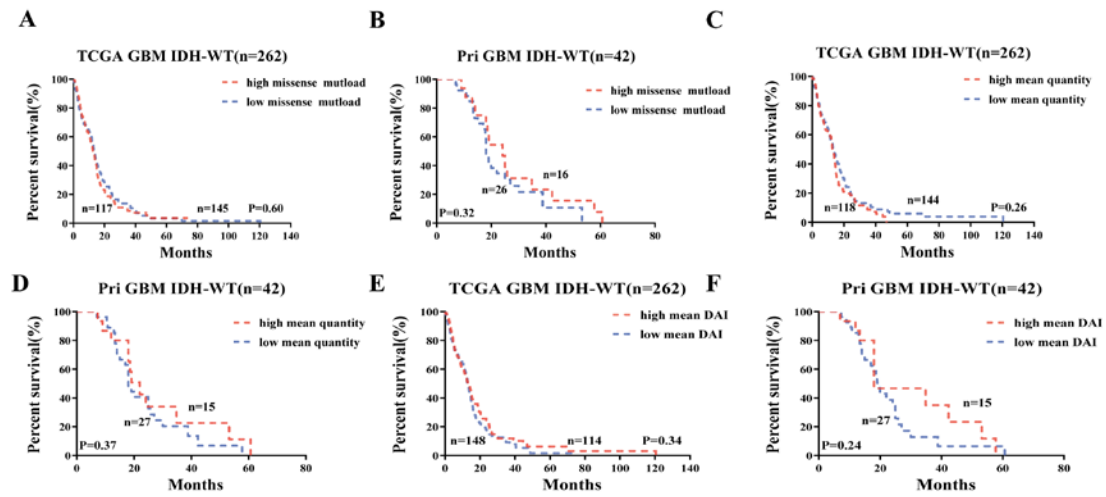 A
TCGA GBM IDH-WT(n=262)
Percent survival(%)
100
80
60
40
20
0
high missense mutload
low missense mutload
n=117
n=145
P=0.60
0 20 40 60 80 100 120 140
Months
B
Pri GBM IDH-WT(n=42)
Percent survival(%)
100
80
60
40
20
0
high missense mutload
low missense mutload
n=16
n=26
P=0.32
0 20 40 60 80
Months
C
TCGA GBM IDH-WT(n=262)
Percent survival(%)
100
80
60
40
20
0
high mean quantity
low mean quantity
n=144
n=118
P=0.26
0 20 40 60 80 100 120 140
Months
D
Pri GBM IDH-WT(n=42)
Percent survival(%)
100
80
60
40
20
0
high mean quantity
low mean quantity
n=15
n=27
P=0.37
0 20 40 60 80
Months
E
TCGA GBM IDH-WT(n=262)
Percent survival(%)
100
80
60
40
20
0
high mean DAI
low mean DAI
n=148
n=114
P=0.34
0 20 40 60 80 100 120 140
Months
F
Pri GBM IDH-WT(n=42)
Percent survival(%)
100
80
60
40
20
0
high mean DAI
low mean DAI
n=15
n=27
P=0.24
0 20 40 60 80
Months